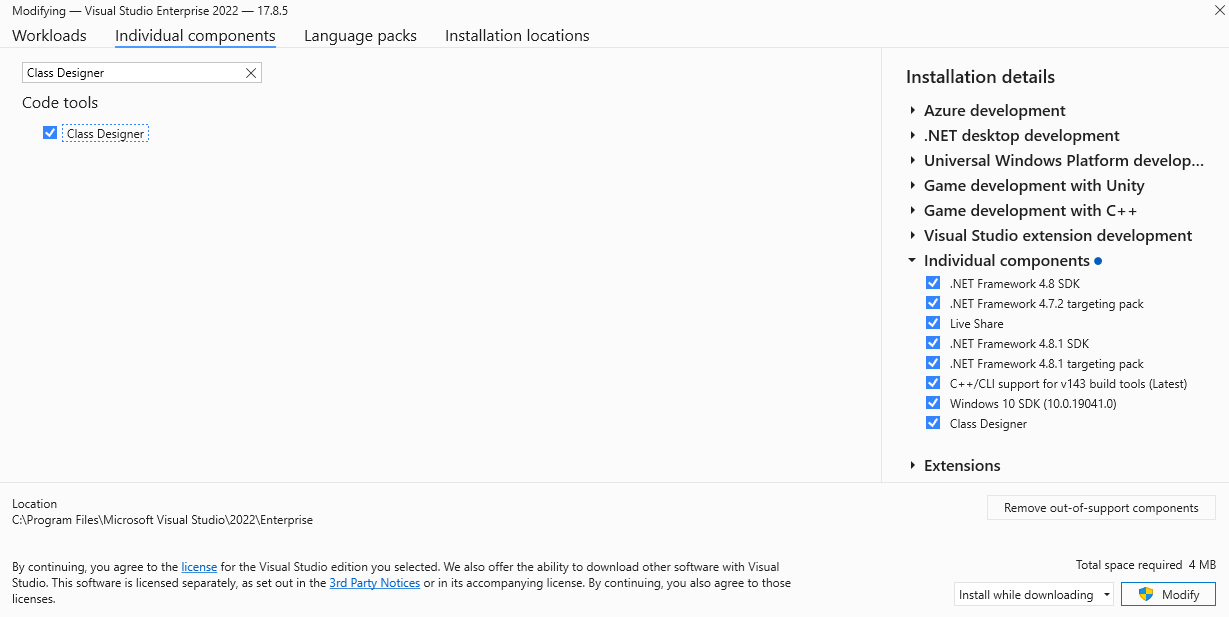 Modifying — Visual Studio Enterprise 2022 — 17.8.5
Workloads
Individual components
Language packs
Installation locations
Class Designer
Code tools
Class Designer
Installation details
Azure development
.NET desktop development
Universal Windows Platform develop...
Game development with Unity
Game development with C++
Visual Studio extension development
Individual components
.NET Framework 4.8 SDK
.NET Framework 4.7.2 targeting pack
Live Share
.NET Framework 4.8.1 SDK
.NET Framework 4.8.1 targeting pack
C++/CLI support for v143 build tools (Latest)
Windows 10 SDK (10.0.19041.0)
Class Designer
Extensions
Location
C:\Program Files\Microsoft Visual Studio\2022\Enterprise
Remove out-of-support components
By continuing, you agree to the license for the Visual Studio edition you selected. We also offer the ability to download other software with Visual
Studio. This software is licensed separately, as set out in the 3rd Party Notices or in its accompanying license. By continuing, you also agree to those
licenses.
Total space required 4 MB
Install while downloading
Modify